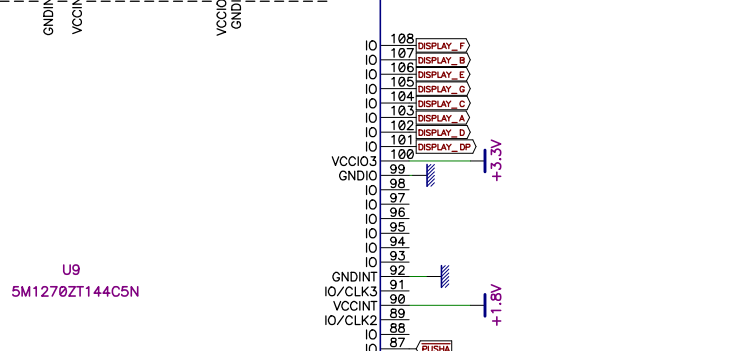 GNDIN
VCCIN
VCCIO
GNDIN
IO 108 DISPLAY_F
IO 107 DISPLAY_B
IO 106 DISPLAY_E
IO 105 DISPLAY_G
IO 104 DISPLAY_C
IO 103 DISPLAY_A
IO 102 DISPLAY_D
IO 101 DISPLAY_DP
VCCIO3 100 +3.3V
GNDIO 99
IO 98
IO 97
IO 96
IO 95
IO 94
IO 93
GNDINT 92
IO/CLK3 91
VCCINT 90 +1.8V
IO/CLK2 89
IO 88
IO 87 PUSHA
U9
5M1270ZT144C5N